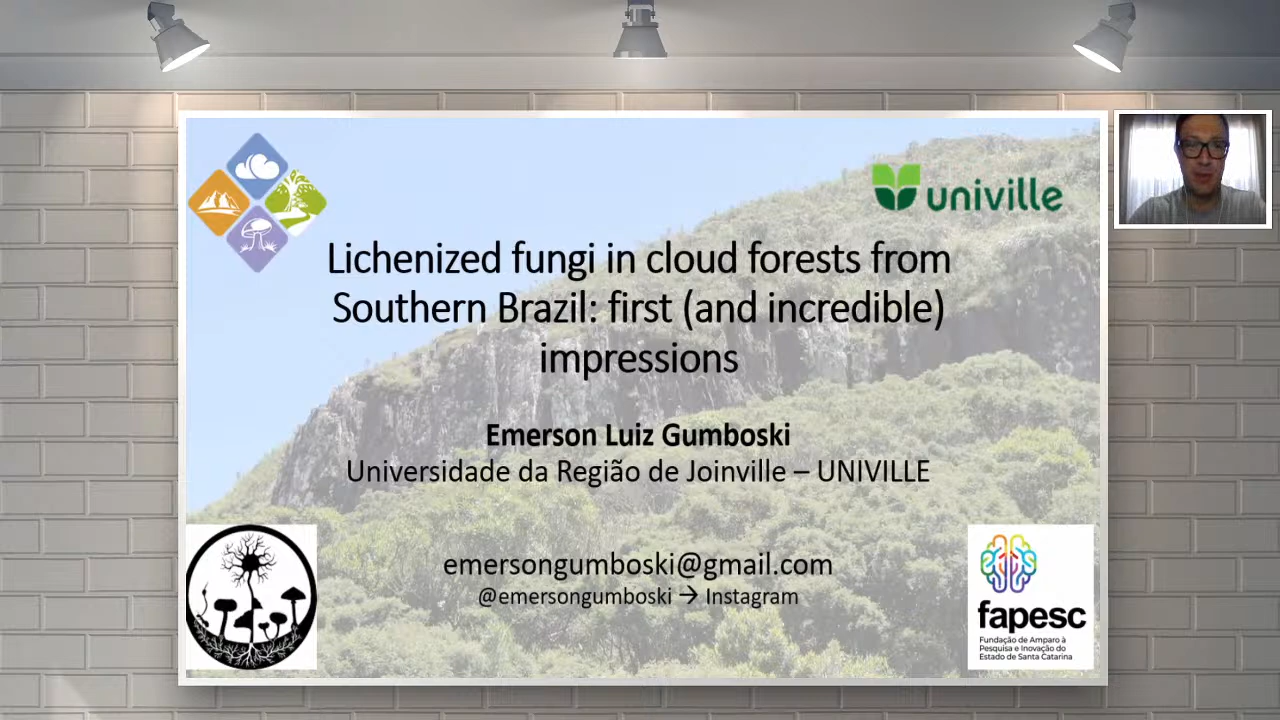 univille
Lichenized fungi in cloud forests from
Southern Brazil: first (and incredible)
impressions
Emerson Luiz Gumboski
Universidade da Região de Joinville – UNIVILLE
emersongumboski@gmail.com
@emersongumboski → Instagram
fapesc
Fundação de Amparo à
Pesquisa e Inovação do
Estado de Santa Catarina